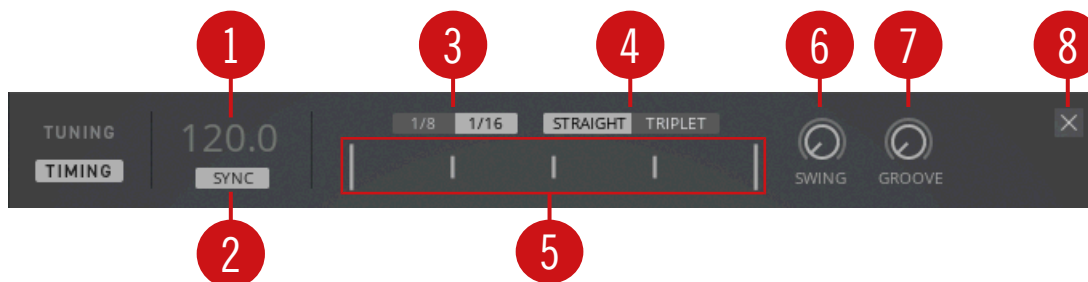 1 3 4 6 7 8
TUNING
TIMING
120.0
SYNC
1/8 1/16 STRAIGHT TRIPLET
SWING GROOVE
2 5